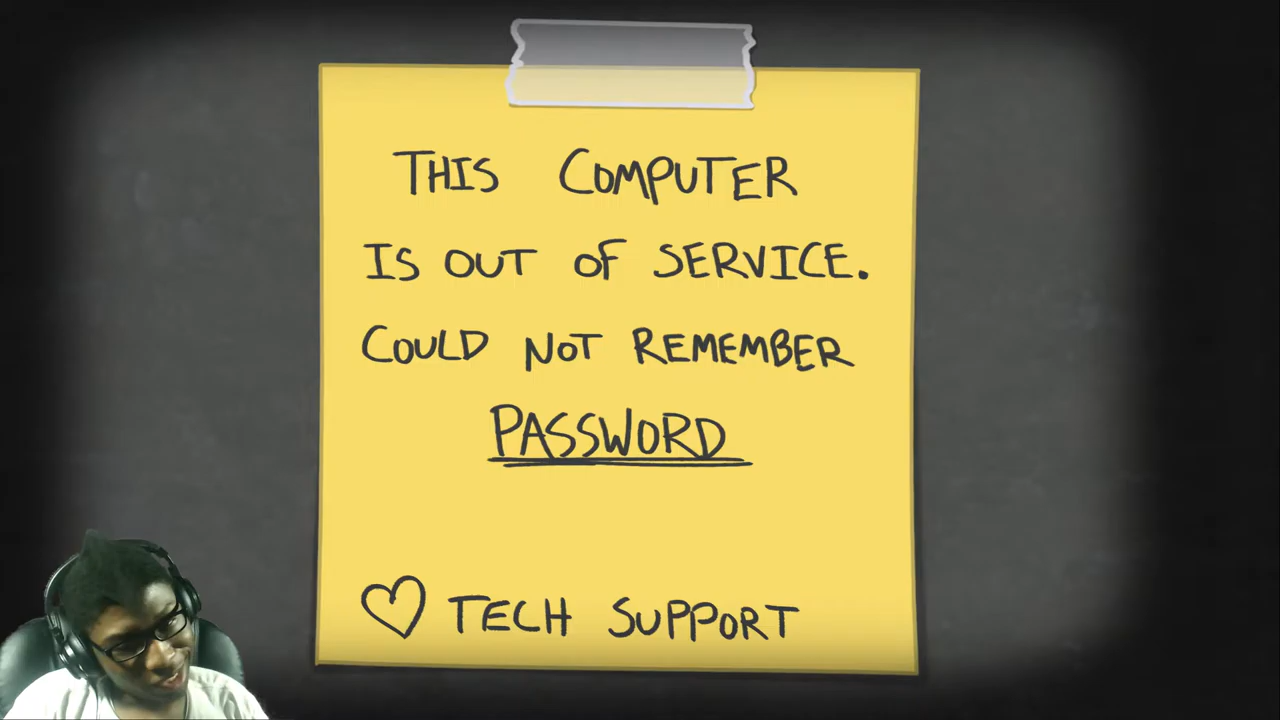 THIS COMPUTER
IS OUT OF SERVICE.
COULD NOT REMEMBER
PASSWORD
♡ TECH SUPPORT